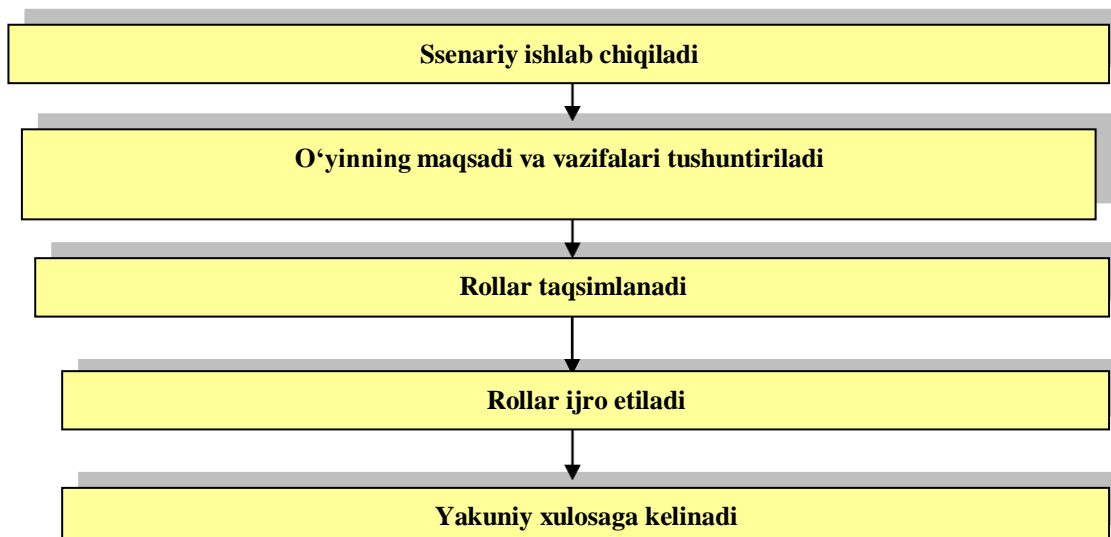 Ssenariy ishlab chiqiladi
O‘yinning maqsadi va vazifalari tushuntiriladi
Rollar taqsimlanadi
Rollar ijro etiladi
Yakuniy xulosaga kelinadi